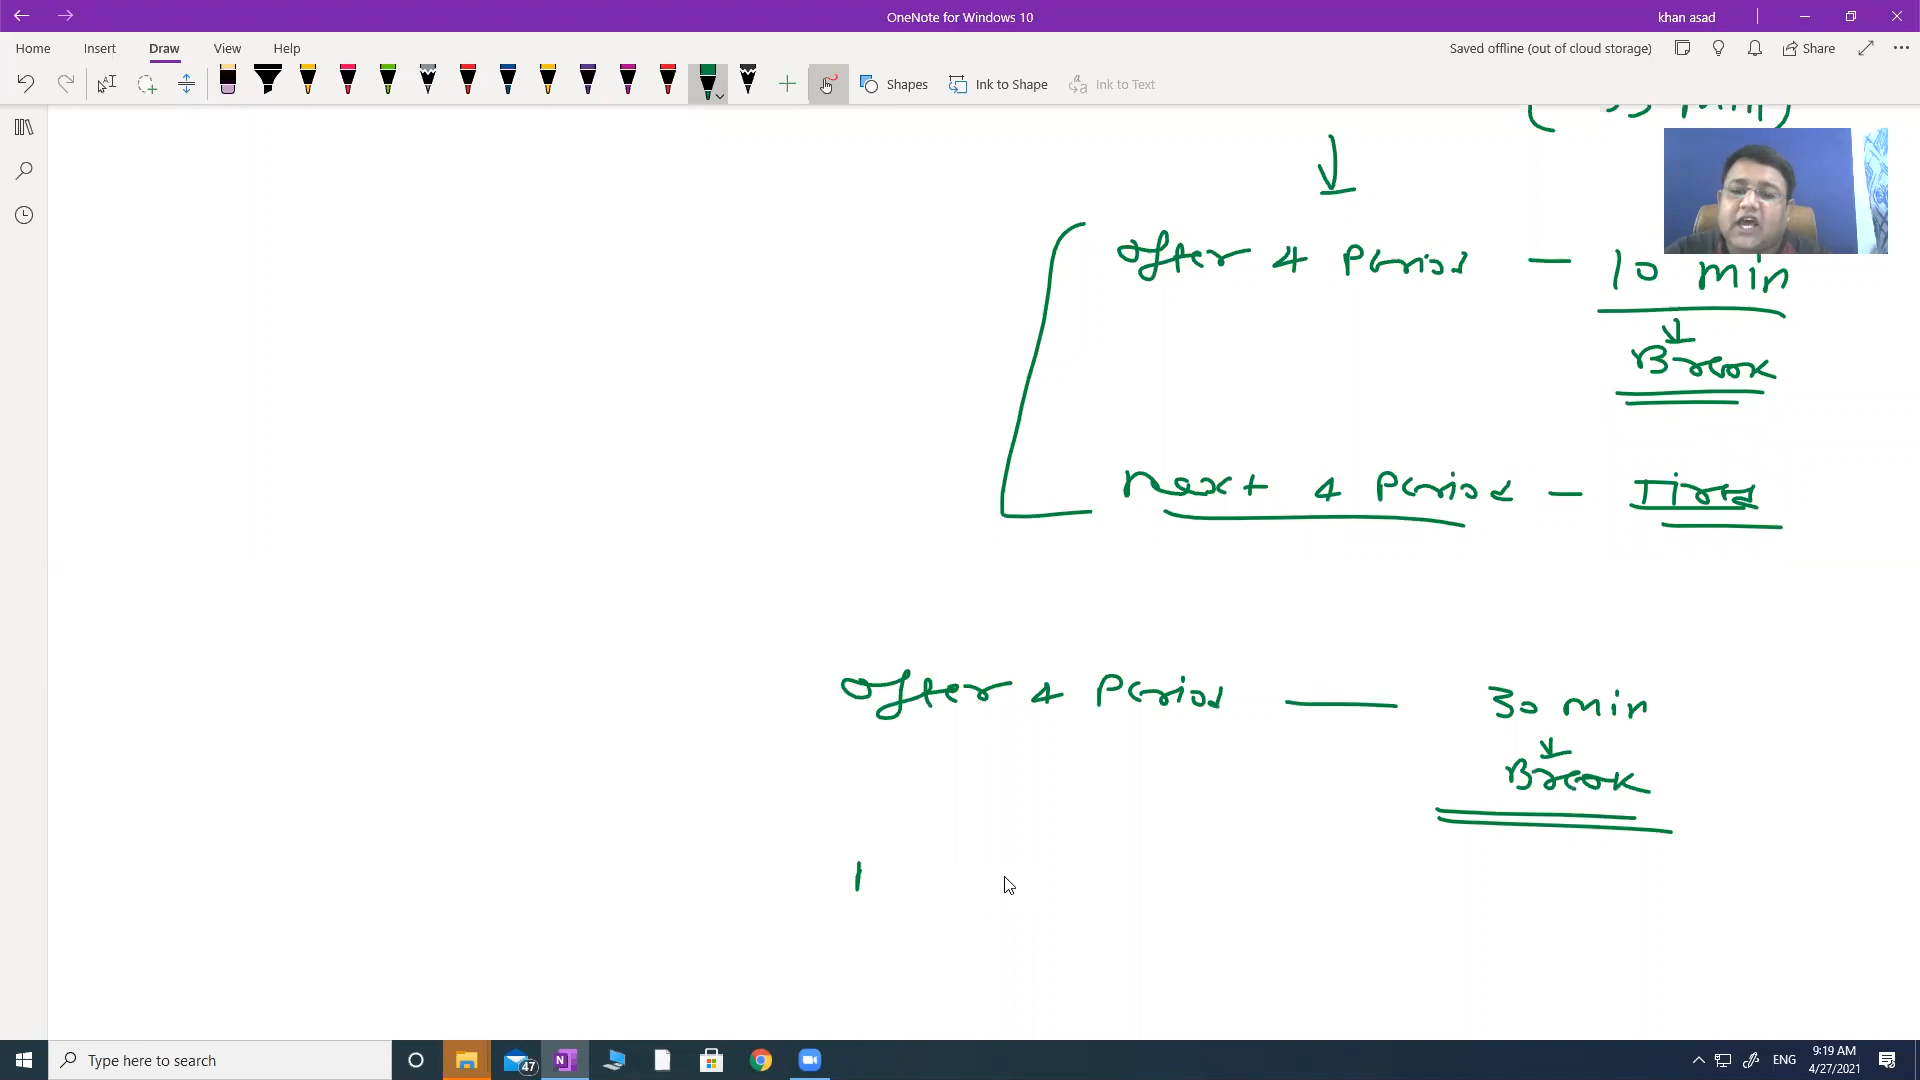 OneNote for Windows 10
khan asad
Home Insert Draw View Help
Saved offline (out of cloud storage)
Share
Shapes
Ink to Shape
Ink to Text
After 4 Period — 10 min
Break
Next 4 Period — Tired
After 4 Period — 30 min
Break
Type here to search
47
ENG
9:19 AM
4/27/2021